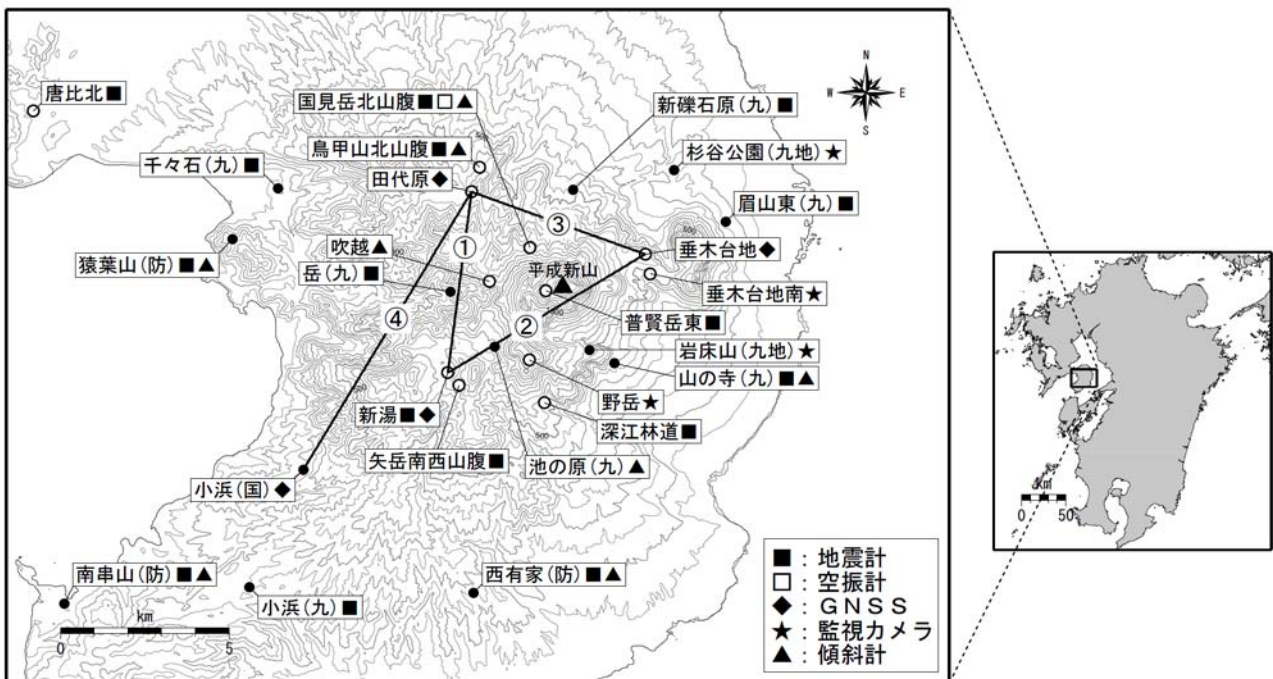 唐比北■
国見岳北山腹■□▲
新礫石原(九)■
N
W
E
S
千々石(九)■
鳥甲山北山腹■▲
杉谷公園(九地)★
田代原◆
眉山東(九)■
③
①
吹越▲
猿葉山(防)■▲
岳(九)■
平成新山
垂木台地◆
垂木台地南★
④
②
普賢岳東■
岩床山(九地)★
山の寺(九)■▲
新湯■◆
野岳★
深江林道■
矢岳南西山腹■
池の原(九)▲
小浜(国)◆
南串山(防)■▲
小浜(九)■
西有家(防)■▲
km
0
5
500
500
500
■:地震計
□:空振計
◆:GNSS
★:監視カメラ
▲:傾斜計
km
0
50